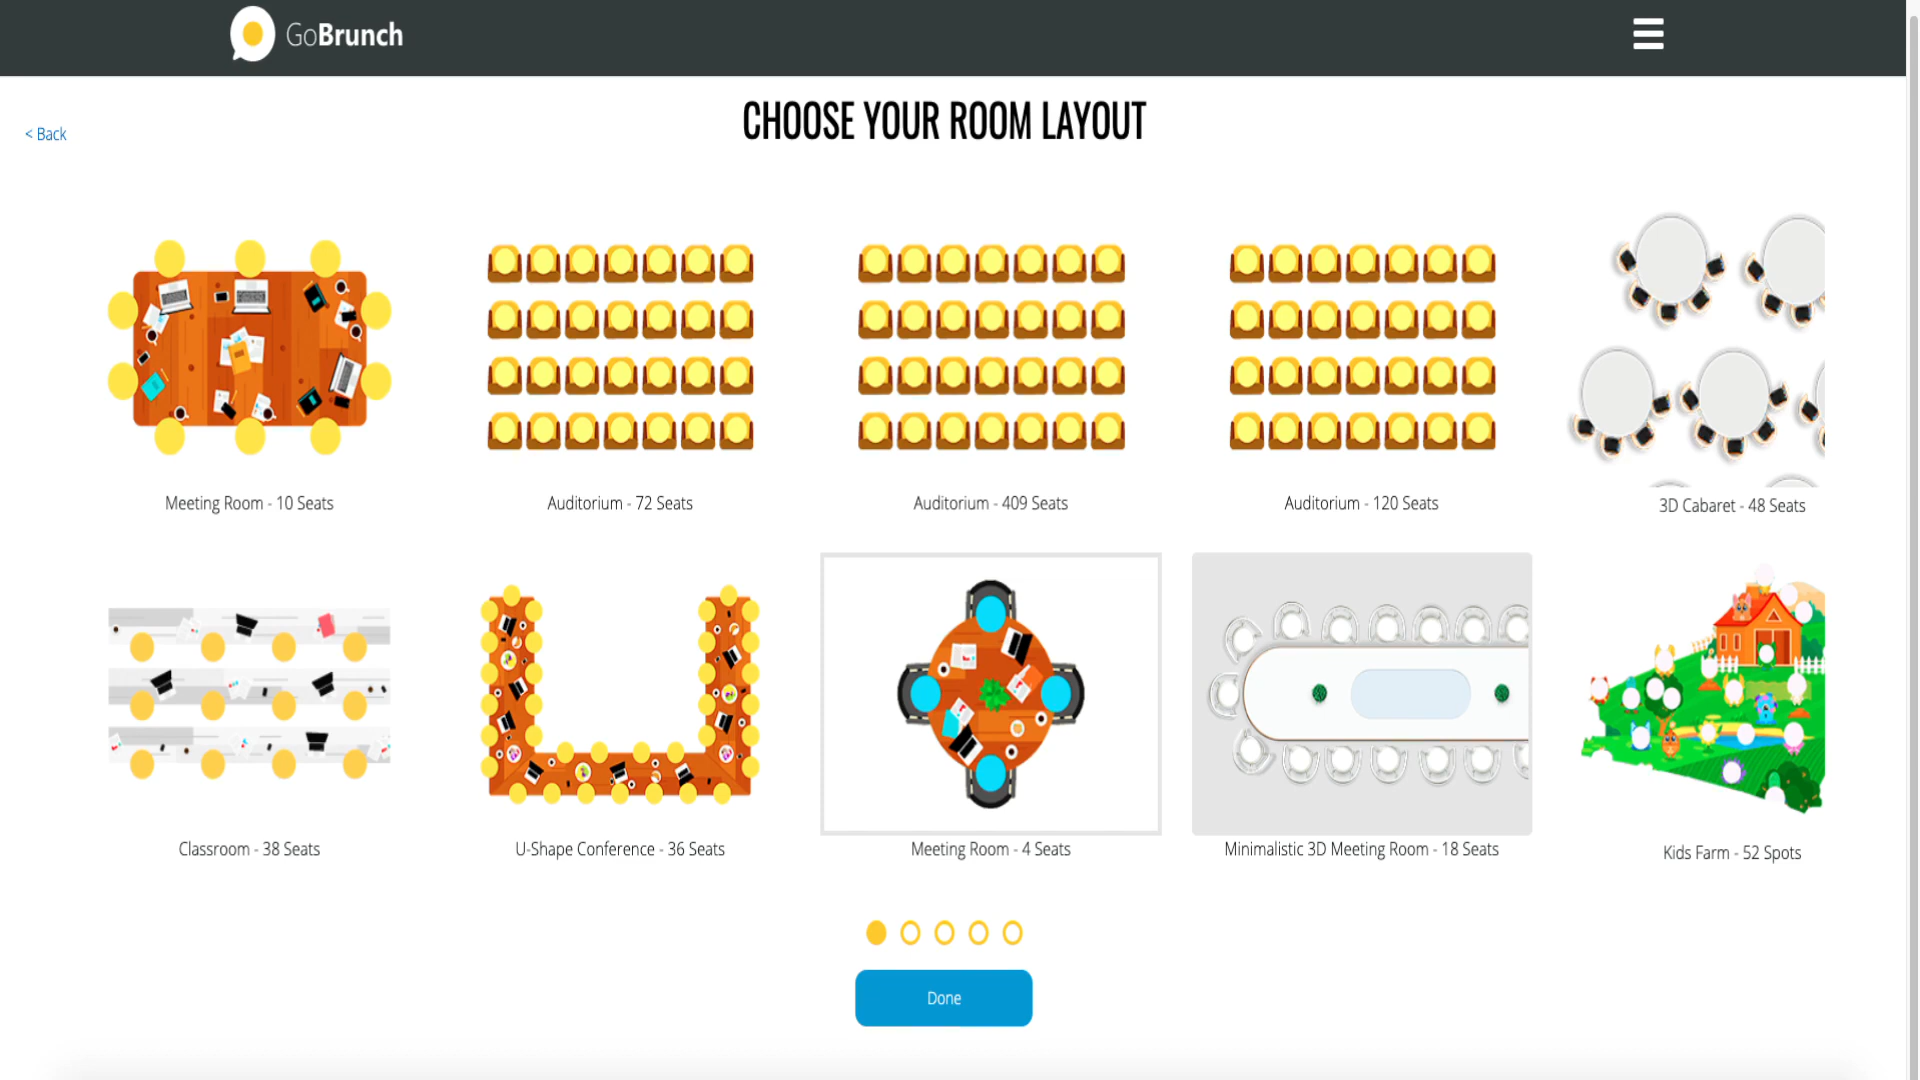 GoBrunch
< Back
CHOOSE YOUR ROOM LAYOUT
Meeting Room - 10 Seats
Auditorium - 72 Seats
Auditorium - 409 Seats
Auditorium - 120 Seats
3D Cabaret - 48 Seats
Classroom - 38 Seats
U-Shape Conference - 36 Seats
Meeting Room - 4 Seats
Minimalistic 3D Meeting Room - 18 Seats
Kids Farm - 52 Spots
Done